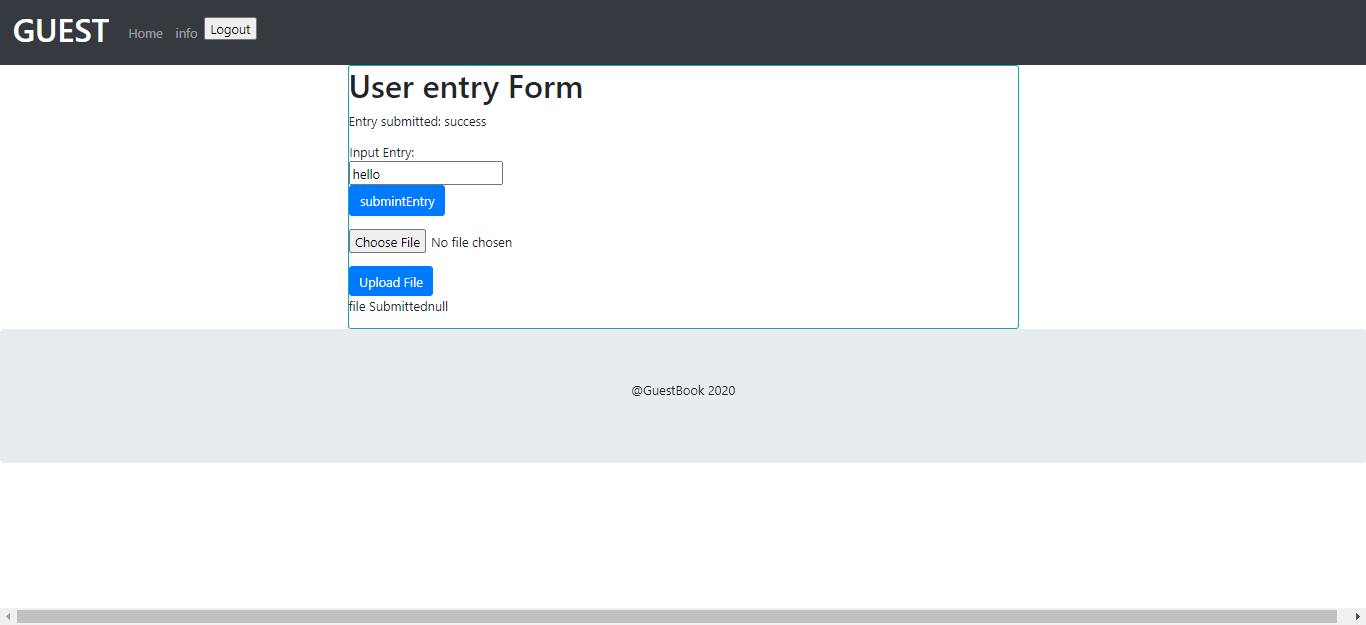 GUEST Home info Logout
User entry Form
Entry submitted: success
Input Entry:
hello
submintEntry
Choose File No file chosen
Upload File
file Submittednull
@GuestBook 2020